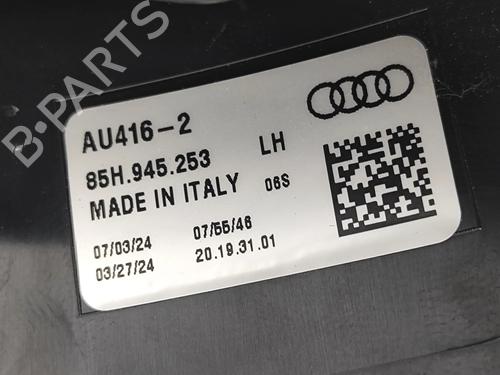 B-PARTS
AU416-2
85H.945.253 LH
MADE IN ITALY 06S
07/03/24 07/55/46
03/27/24 20.19.31.01